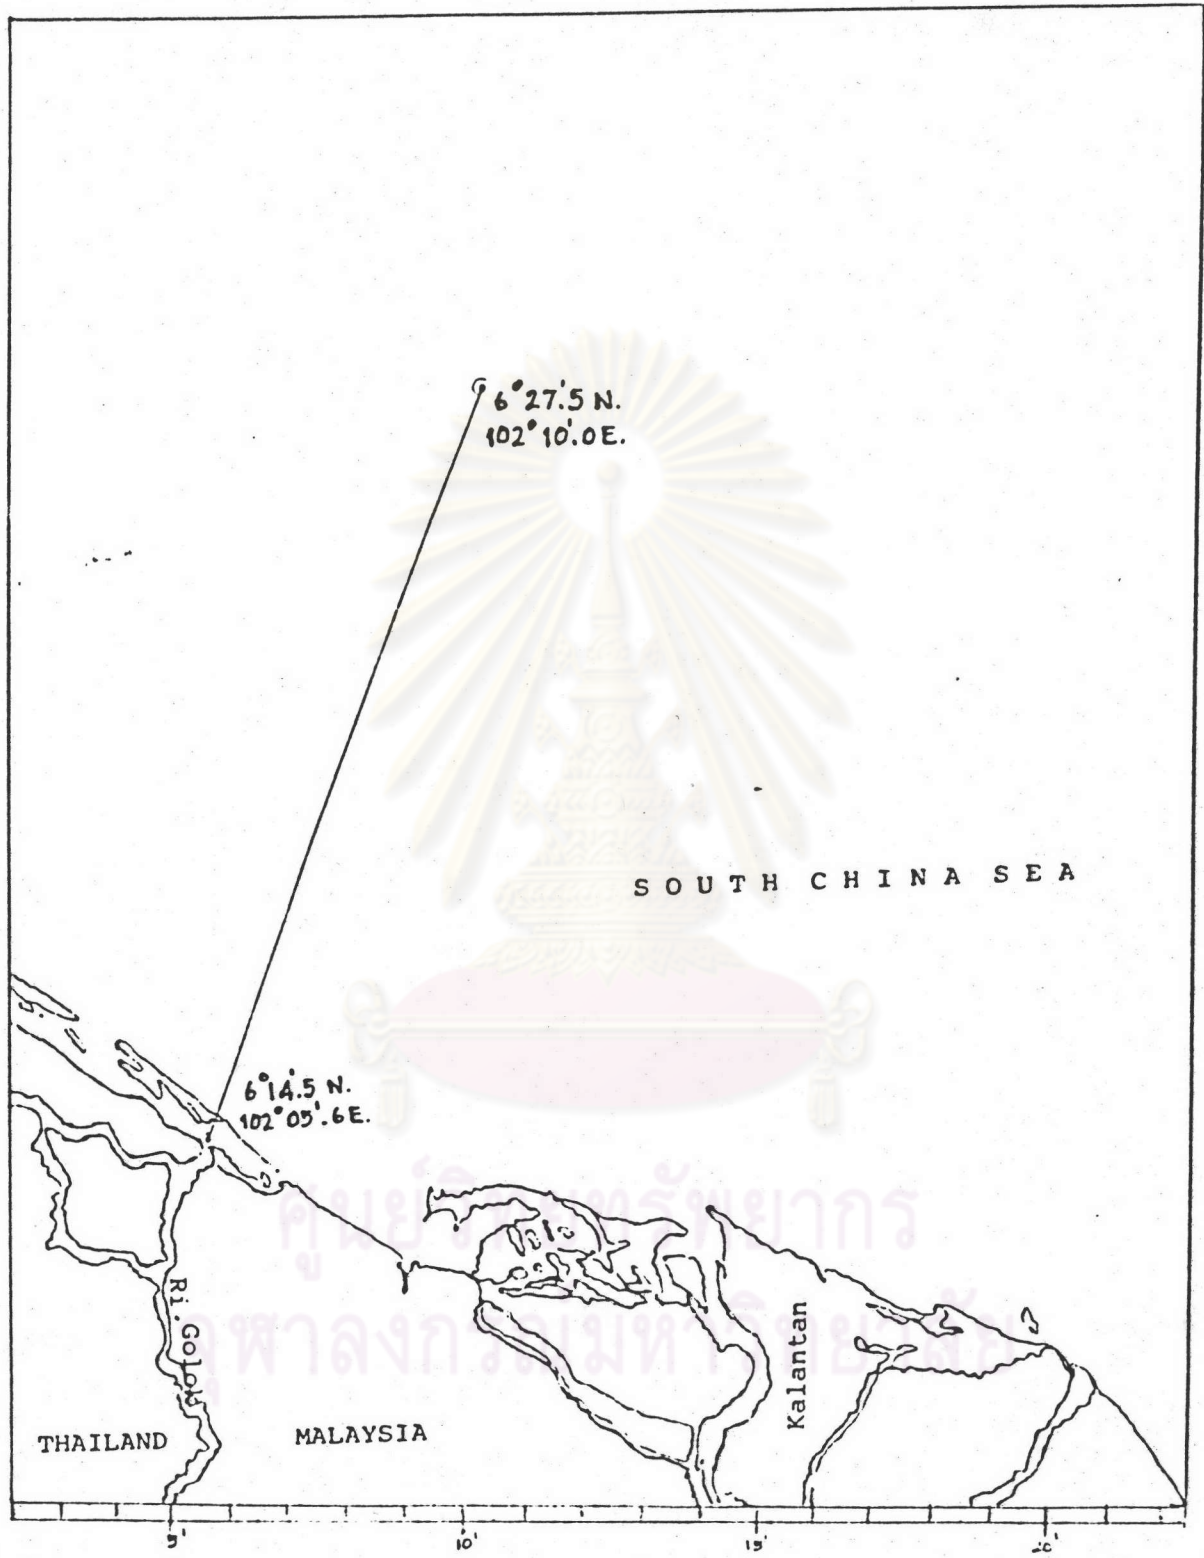 6°27'.5 N.
102°10'.0E.
SOUTH CHINA SEA
6°14'.5 N.
102°05'.6E.
ศูนย์วิทยทรัพยากร
จุฬาลงกรณ์มหาวิทยาลัย
Ri. Golok
Kalantan
THAILAND
MALAYSIA
5' 10' 15' 20'